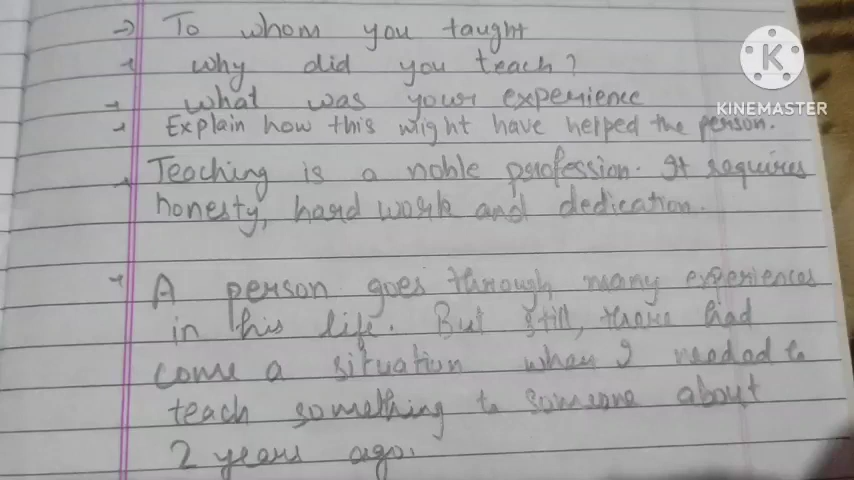 → To whom you taught
→ Why did you teach?
→ What was your experience
→ Explain how this might have helped the person.
→ Teaching is a noble profession. It requires
honesty, hard work and dedication.
→ A person goes through many experiences
in his life. But still, there had
come a situation when I needed to
teach something to someone about
2 years ago.
K
KINEMASTER